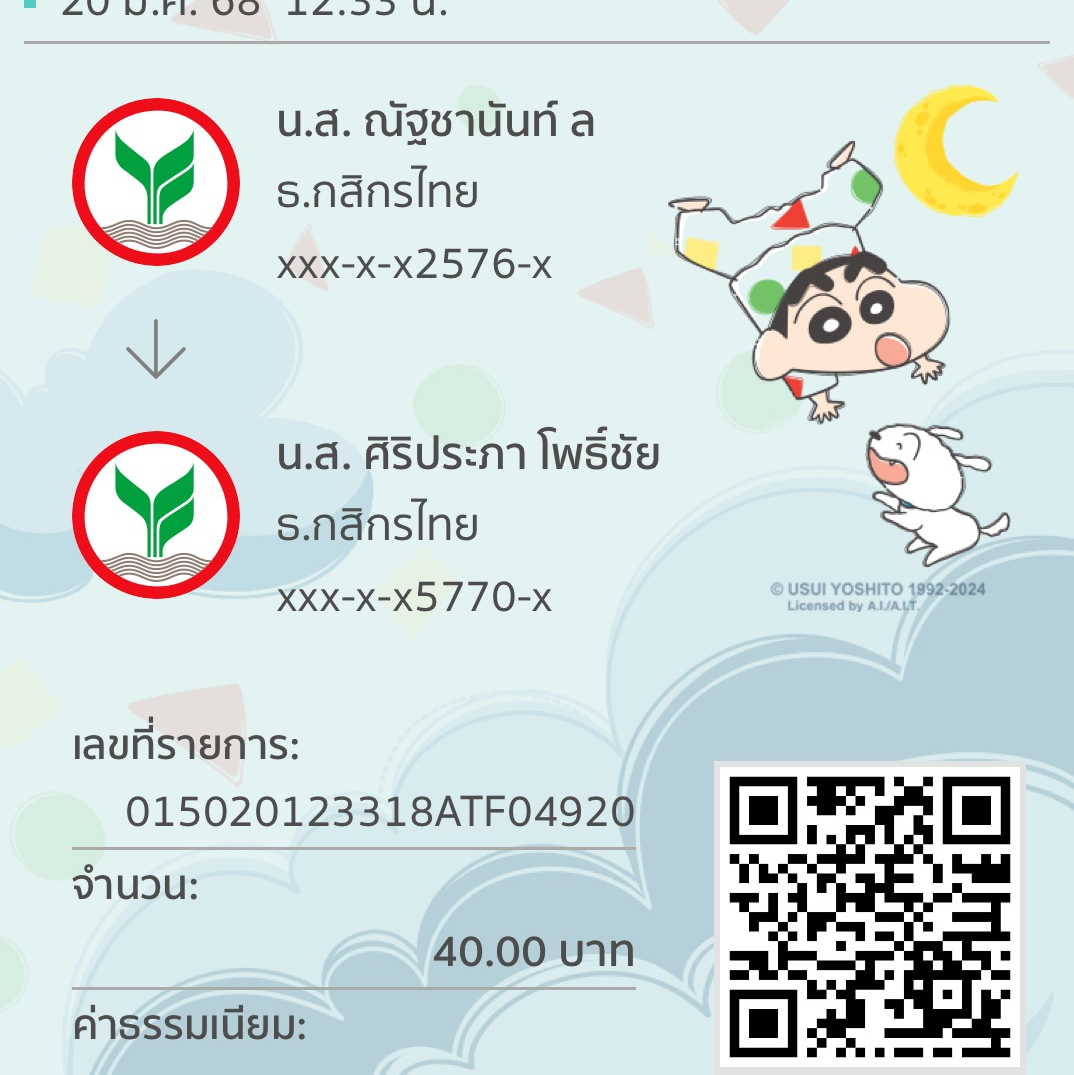 20 ม.ค. 68 12:33 น.
น.ส. ณัฐชานันท์ ล
ธ.กสิกรไทย
xxx-x-x2576-x
น.ส. ศิริประภา โพธิ์ชัย
ธ.กสิกรไทย
xxx-x-x5770-x
© USUI YOSHITO 1992-2024
Licensed by A.I./A.I.T.
เลขที่รายการ:
015020123318ATF04920
จำนวน:
40.00 บาท
ค่าธรรมเนียม: